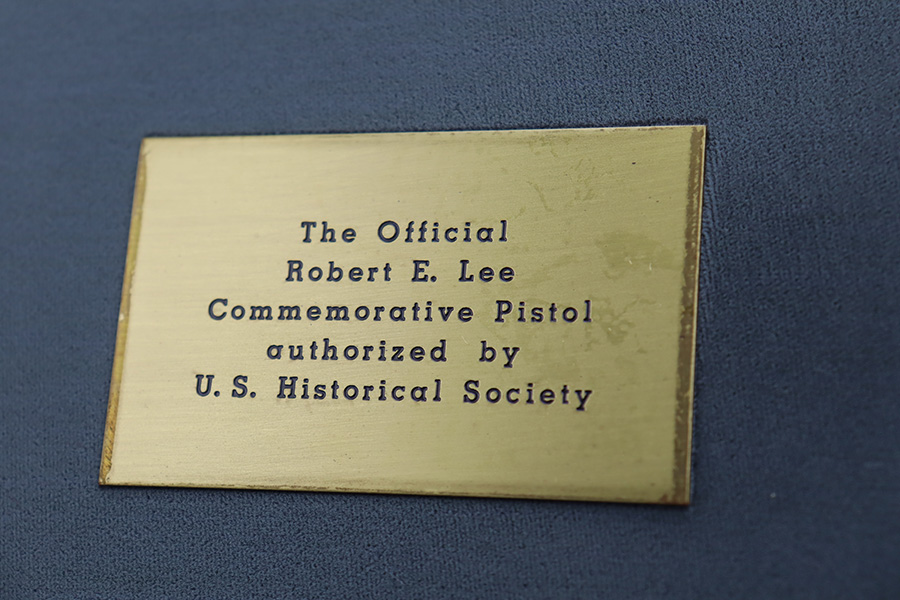 The Official
Robert E. Lee
Commemorative Pistol
authorized by
U. S. Historical Society